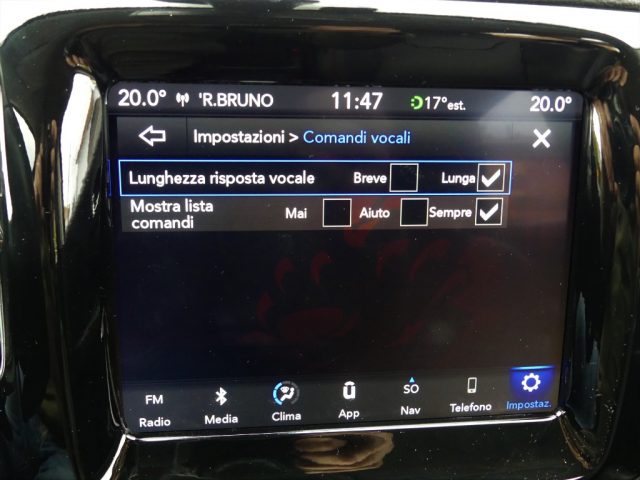 20.0° 'R.BRUNO 11:47 17°est. 20.0°
Impostazioni > Comandi vocali
Lunghezza risposta vocale Breve Lunga
Mostra lista comandi Mai Aiuto Sempre
FM Radio
Media
Clima
ū App
SO Nav
Telefono
Impostaz.